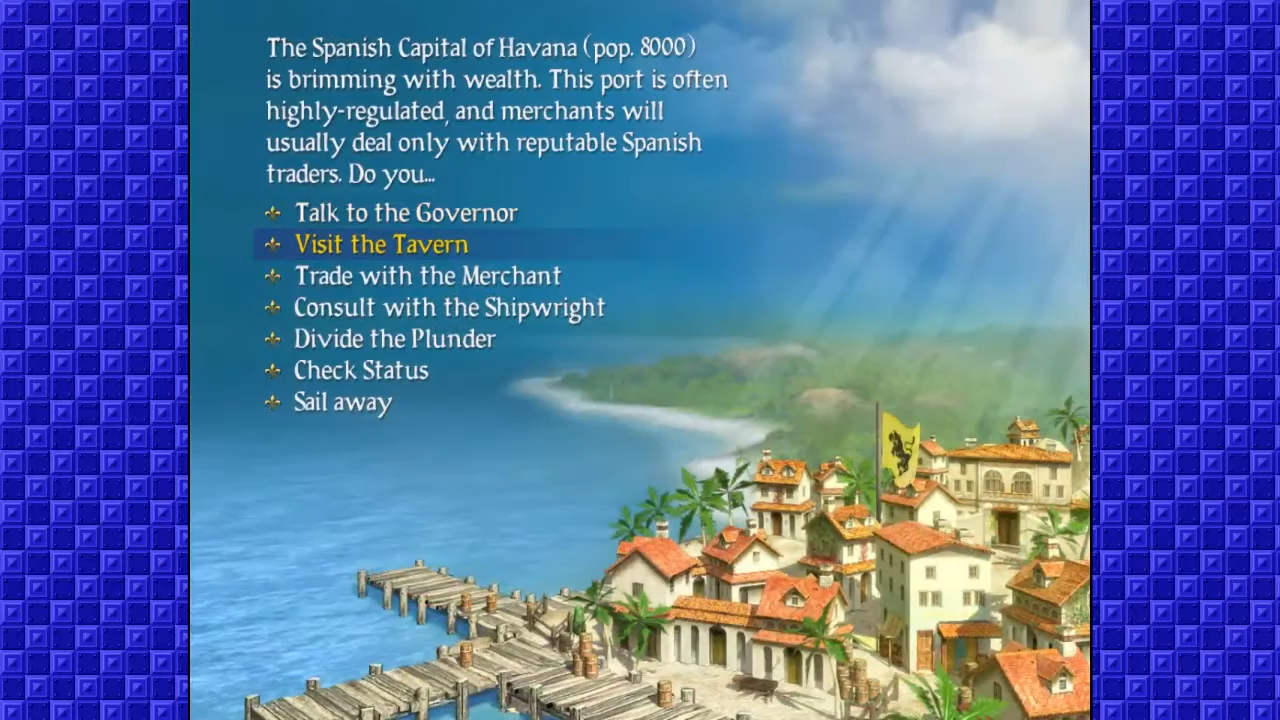 The Spanish Capital of Havana (pop. 8000)
is brimming with wealth. This port is often
highly-regulated, and merchants will
usually deal only with reputable Spanish
traders. Do you...
Talk to the Governor
Visit the Tavern
Trade with the Merchant
Consult with the Shipwright
Divide the Plunder
Check Status
Sail away